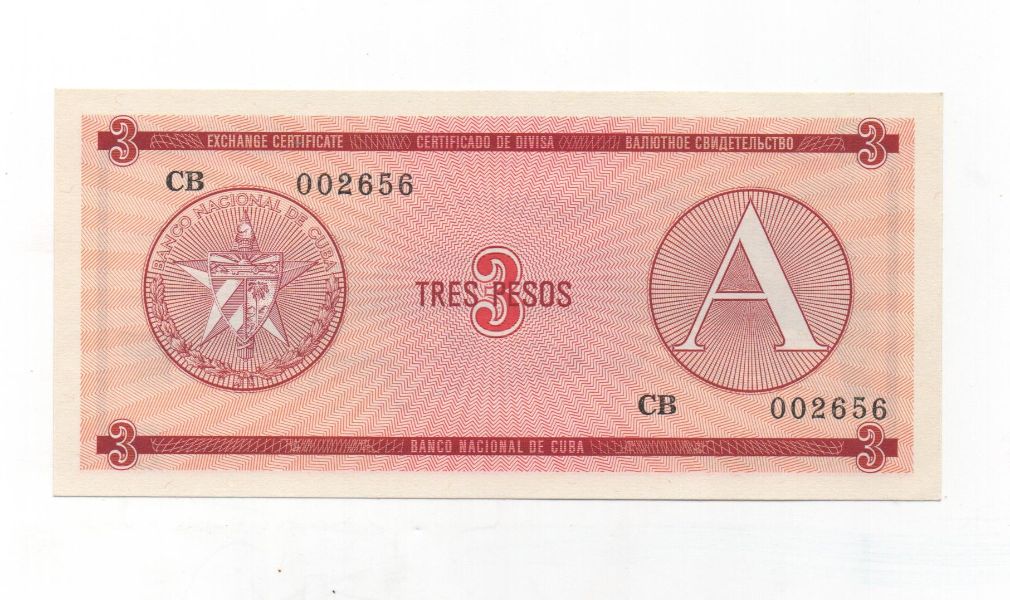 3 EXCHANGE CERTIFICATE CERTIFICADO DE DIVISA ВАЛЮТНОЕ СВИДЕТЕЛЬСТВО 3
CB 002656
BANCO NACIONAL DE CUBA
A
3
TRES PESOS
CB 002656
3 BANCO NACIONAL DE CUBA 3